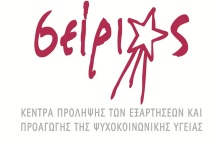 σείριος
ΚΕΝΤΡΑ ΠΡΟΛΗΨΗΣ ΤΩΝ ΕΞΑΡΤΗΣΕΩΝ ΚΑΙ
ΠΡΟΑΓΩΓΗΣ ΤΗΣ ΨΥΧΟΚΟΙΝΩΝΙΚΗΣ ΥΓΕΙΑΣ